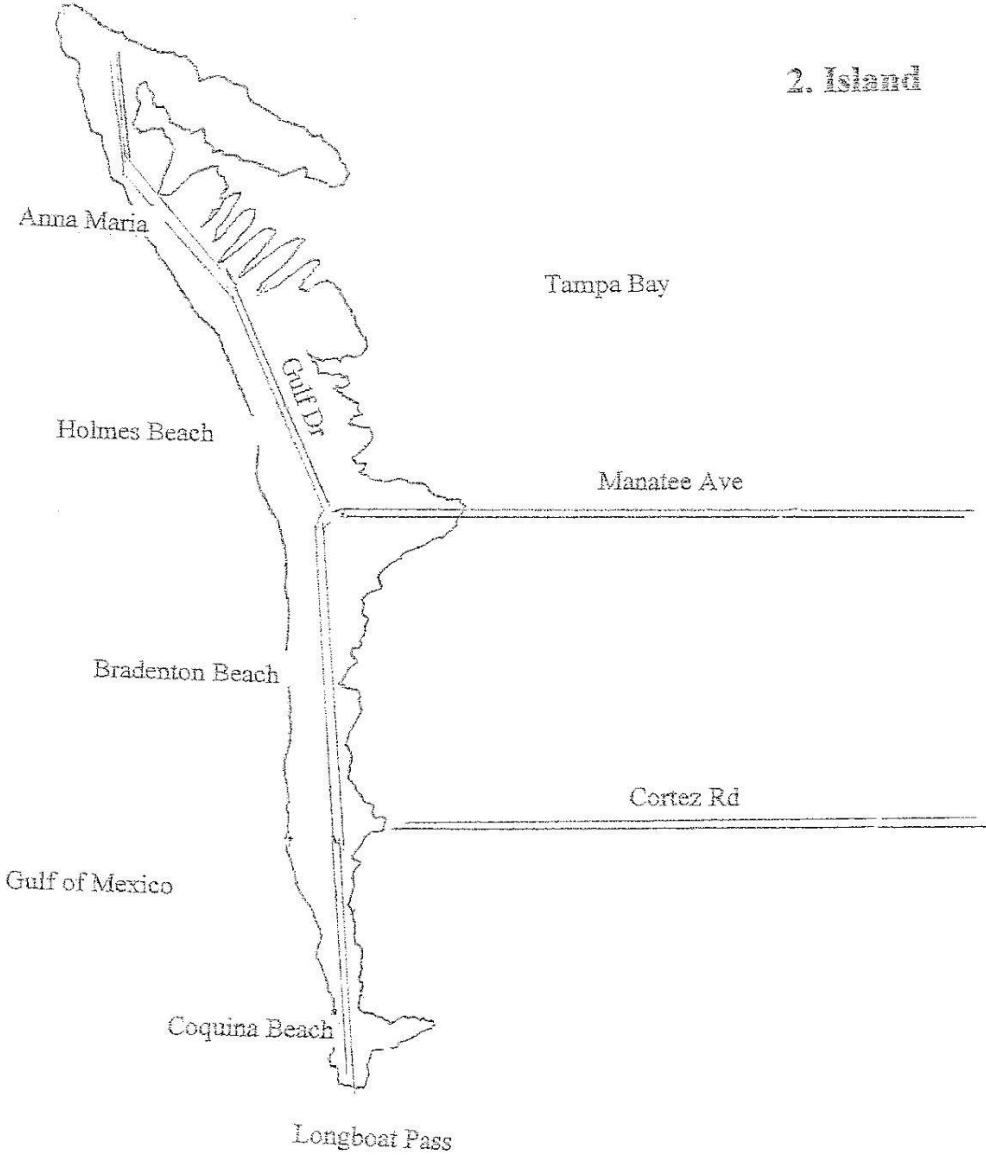 2. Island
Anna Maria
Tampa Bay
Gulf Dr
Holmes Beach
Manatee Ave
Bradenton Beach
Cortez Rd
Gulf of Mexico
Coquina Beach
Longboat Pass